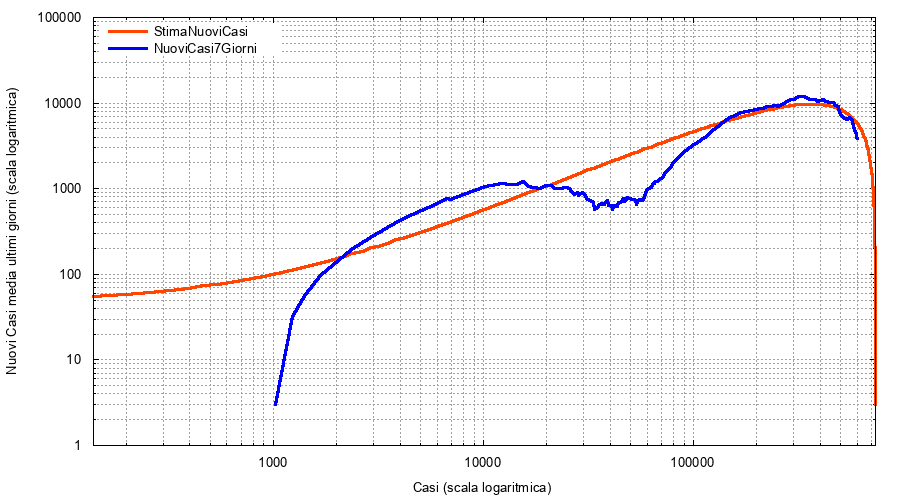 100000
10000
1000
100
10
1
StimaNuoviCasi
NuoviCasi7Giorni
Nuovi Casi media ultimi giorni (scala logaritmica)
1000 10000 100000
Casi (scala logaritmica)